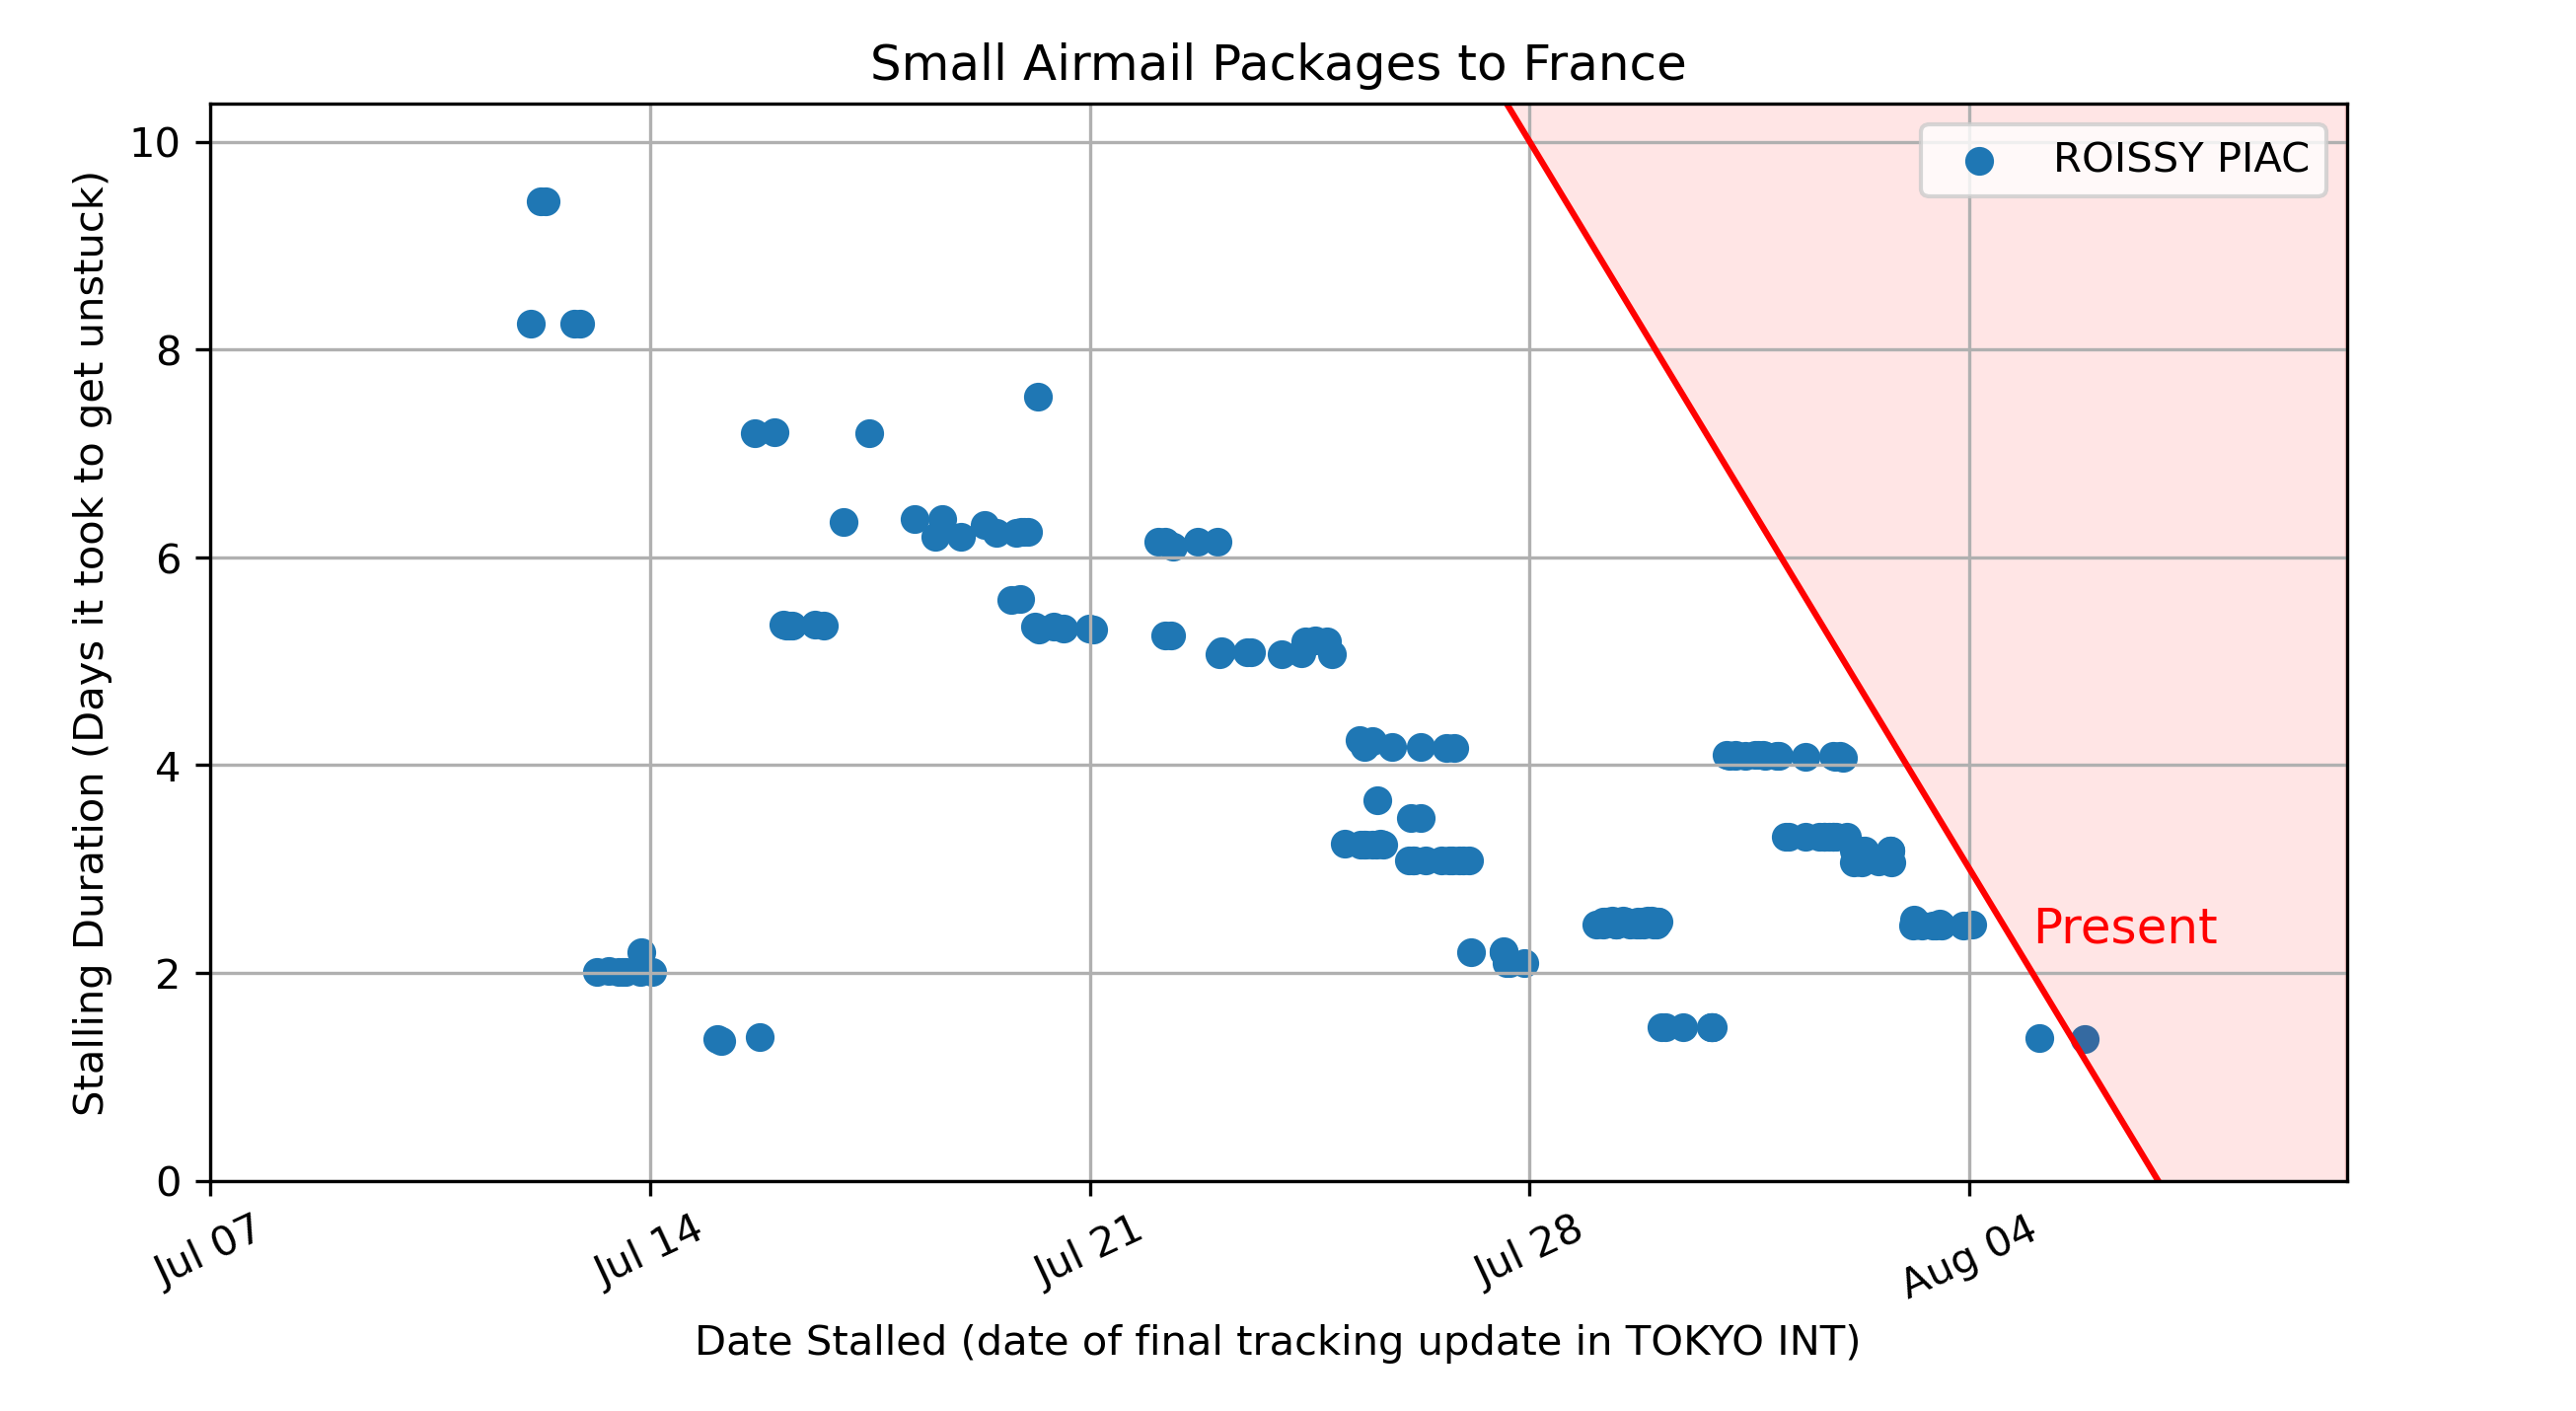 Small Airmail Packages to France
Stalling Duration (Days it took to get unstuck)
10
8
6
4
2
0
ROISSY PIAC
Present
Jul 07
Jul 14
Jul 21
Jul 28
Aug 04
Date Stalled (date of final tracking update in TOKYO INT)